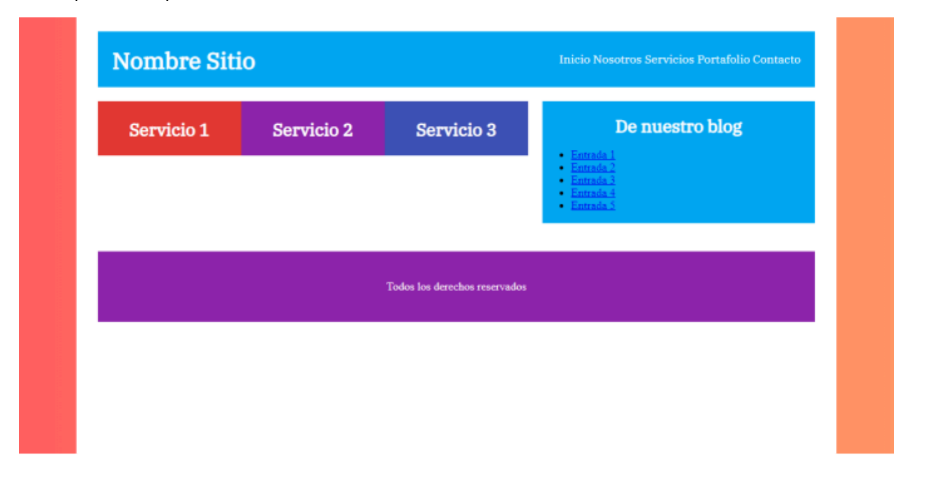 Nombre Sitio
Inicio Nosotros Servicios Portafolio Contacto
Servicio 1
Servicio 2
Servicio 3
De nuestro blog
Entrada 1
Entrada 2
Entrada 3
Entrada 4
Entrada 5
Todos los derechos reservados